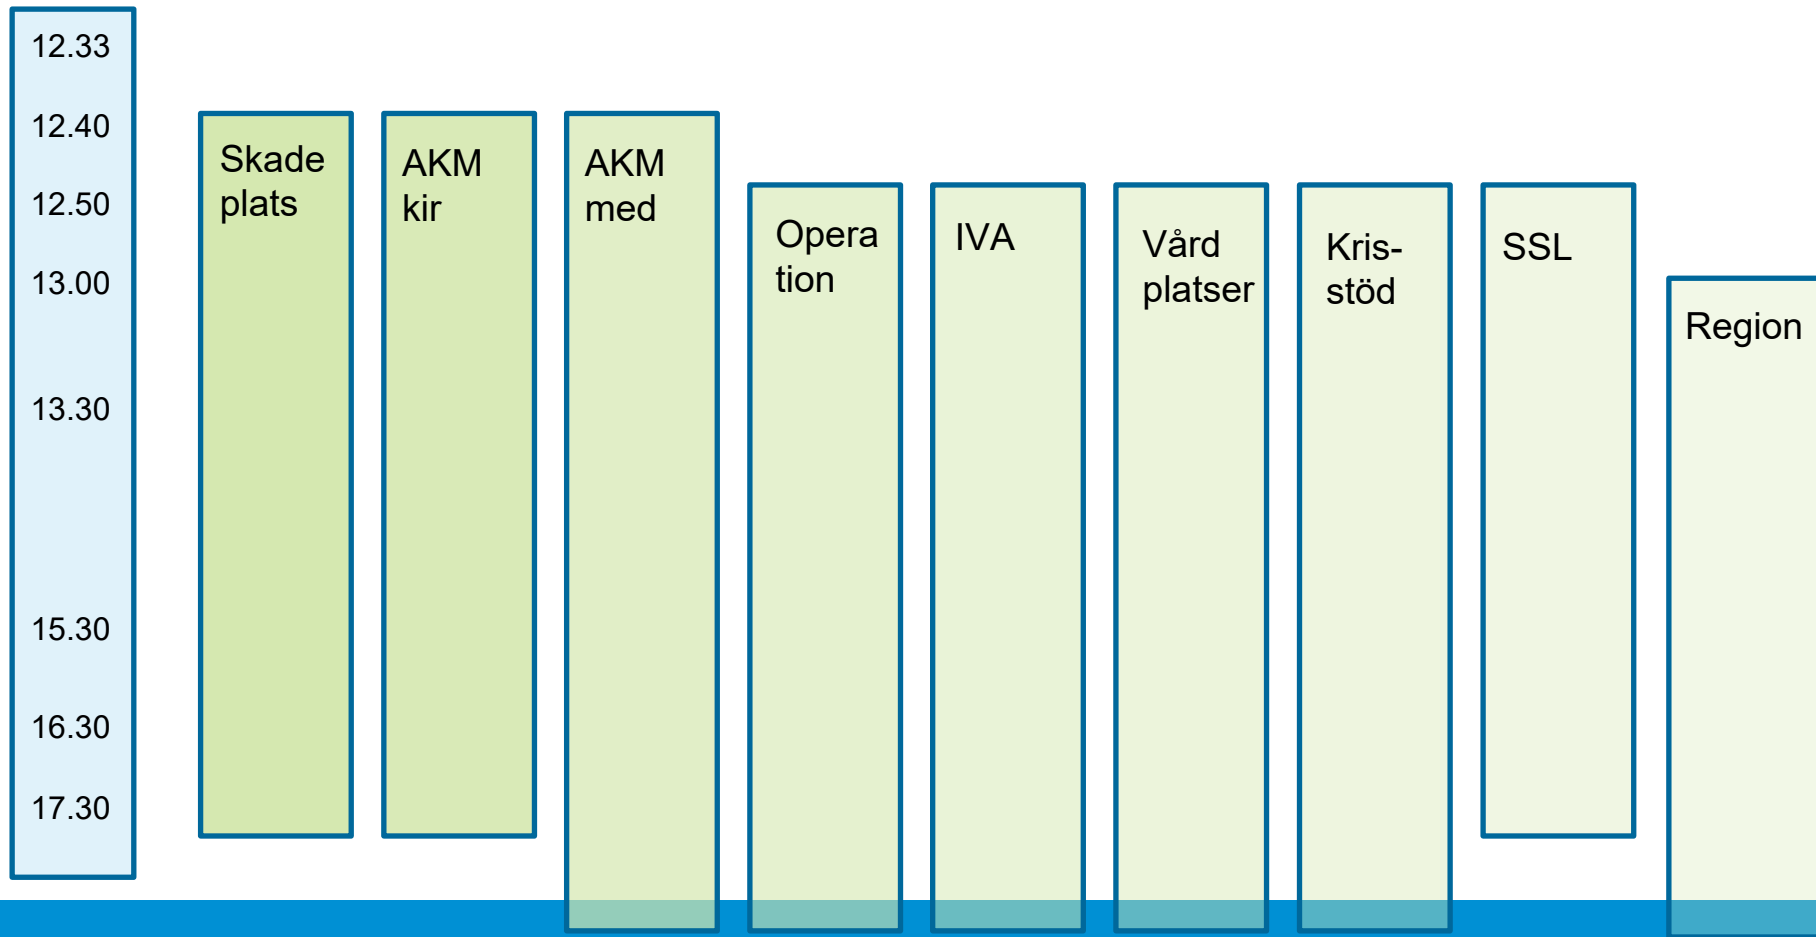 12.33
12.40
12.50
13.00
13.30
15.30
16.30
17.30
Skade
plats
AKM
kir
AKM
med
Opera
tion
IVA
Vård
platser
Kris-
stöd
SSL
Region